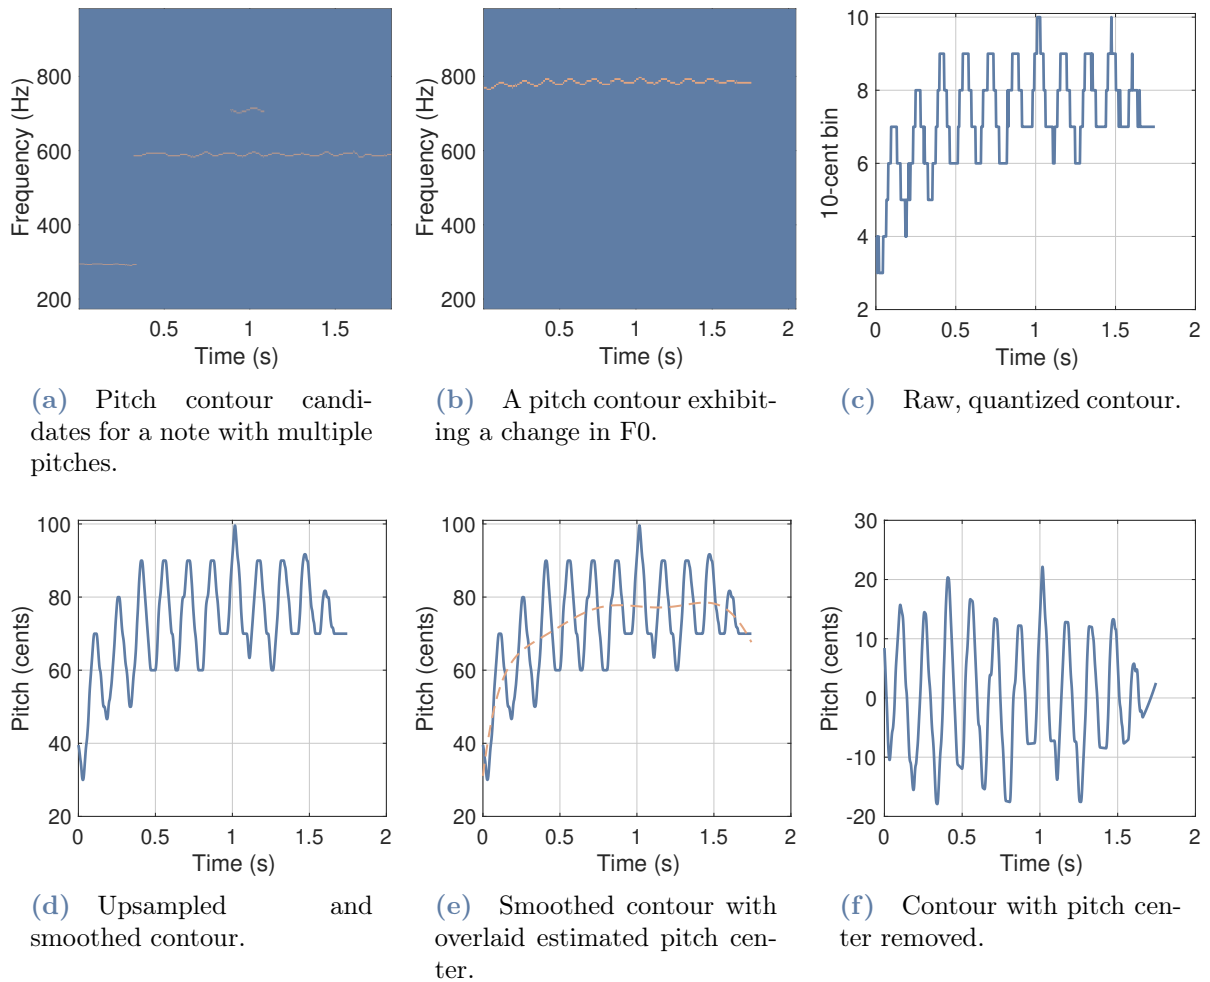 800
600
400
200
Frequency (Hz)
0.5
1
1.5
Time (s)
(a) Pitch contour candi-
dates for a note with multiple
pitches.
800
600
400
200
Frequency (Hz)
0.5
1
1.5
2
Time (s)
(b) A pitch contour exhibit-
ing a change in F0.
10
8
6
4
2
10-cent bin
0
0.5
1
1.5
2
Time (s)
(c) Raw, quantized contour.
100
80
60
40
20
Pitch (cents)
0
0.5
1
1.5
2
Time (s)
(d) Upsampled and
smoothed contour.
100
80
60
40
20
Pitch (cents)
0
0.5
1
1.5
2
Time (s)
(e) Smoothed contour with
overlaid estimated pitch cen-
ter.
30
20
10
0
-10
-20
Pitch (cents)
0
0.5
1
1.5
2
Time (s)
(f) Contour with pitch cen-
ter removed.